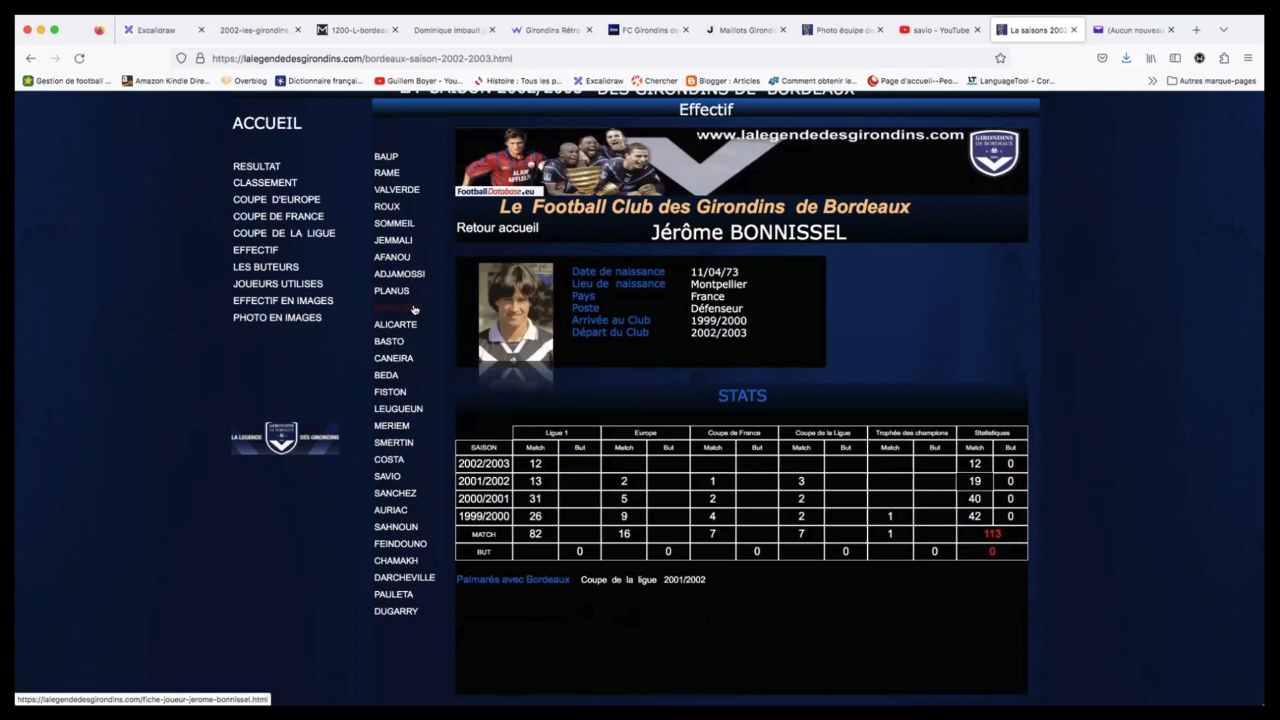 Excalidraw
2002-les-girondins.
1200-L-bordeau
Dominique Imbault.j
Girondins Rétro
FC Girondins de
Maillots Girond
Photo équipe de
savio - YouTube
La saisons 2002
(Aucun nouveau
https://lalegendedesgirondins.com/bordeaux-saison-2002-2003.html
Gestion de football ...
Amazon Kindle Dire...
Overblog
Dictionnaire françai...
Guillem Boyer - You...
Histoire : Tous les p...
Excalidraw
Chercher
Blogger : Articles
Comment obtenir le...
Page d'accueil--Peo...
LanguageTool - Cor...
Autres marque-pages
LA SAISON 2002/2003 DES GIRONDINS DE BORDEAUX
Effectif
ACCUEIL
RESULTAT
CLASSEMENT
COUPE D'EUROPE
COUPE DE FRANCE
COUPE DE LA LIGUE
EFFECTIF
LES BUTEURS
JOUEURS UTILISES
EFFECTIF EN IMAGES
PHOTO EN IMAGES
LA LEGENDE DES GIRONDINS
BAUP
RAME
VALVERDE
ROUX
SOMMEIL
JEMMALI
AFANOU
ADJAMOSSI
PLANUS
ALICARTE
BASTO
CANEIRA
BEDA
FISTON
LEUGUEUN
MERIEM
SMERTIN
COSTA
SAVIO
SANCHEZ
AURIAC
SAHNOUN
FEINDOUNO
CHAMAKH
DARCHEVILLE
PAULETA
DUGARRY
www.lalegendedesgirondins.com
FootballDatabase.eu
Le Football Club des Girondins de Bordeaux
Retour accueil
Jérôme BONNISSEL
Date de naissance 11/04/73
Lieu de naissance Montpellier
Pays France
Poste Défenseur
Arrivée au Club 1999/2000
Départ du Club 2002/2003
STATS
Ligue 1 Europe Coupe de France Coupe de la Ligue Trophée des champions Statistiques
SAISON Match But Match But Match But Match But Match But Match But
2002/2003 12 12 0
2001/2002 13 2 1 3 19 0
2000/2001 31 5 2 2 40 0
1999/2000 26 9 4 2 1 42 0
MATCH 82 16 7 7 1 113
BUT 0 0 0 0 0 0
Palmarés avec Bordeaux Coupe de la ligue 2001/2002
https://lalegendedesgirondins.com/fiche-joueur-jerome-bonnissel.html